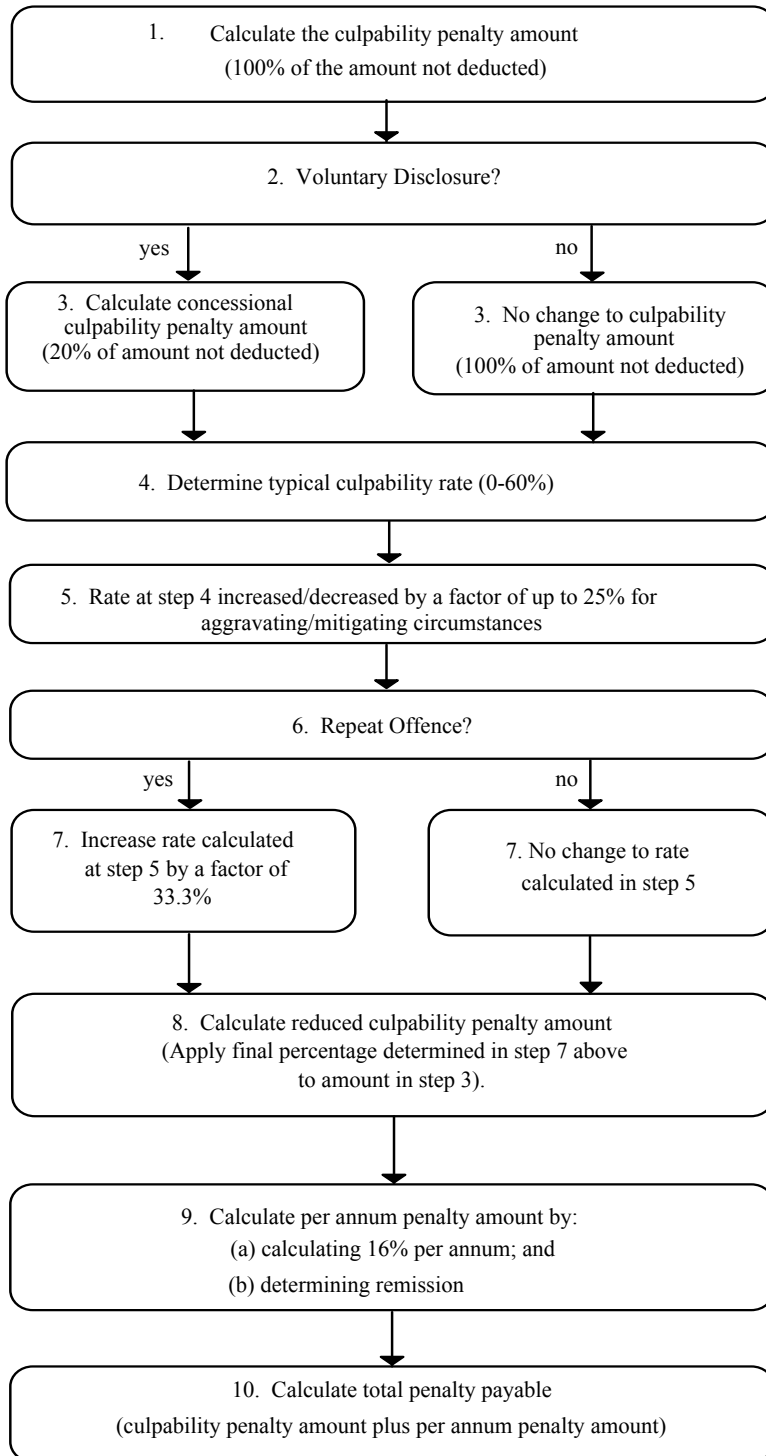 1. Calculate the culpability penalty amount
(100% of the amount not deducted)
2. Voluntary Disclosure?
yes
no
3. Calculate concessional
culpability penalty amount
(20% of amount not deducted)
3. No change to culpability
penalty amount
(100% of amount not deducted)
4. Determine typical culpability rate (0-60%)
5. Rate at step 4 increased/decreased by a factor of up to 25% for
aggravating/mitigating circumstances
6. Repeat Offence?
yes
no
7. Increase rate calculated
at step 5 by a factor of
33.3%
7. No change to rate
calculated in step 5
8. Calculate reduced culpability penalty amount
(Apply final percentage determined in step 7 above
to amount in step 3).
9. Calculate per annum penalty amount by:
(a) calculating 16% per annum; and
(b) determining remission
10. Calculate total penalty payable
(culpability penalty amount plus per annum penalty amount)